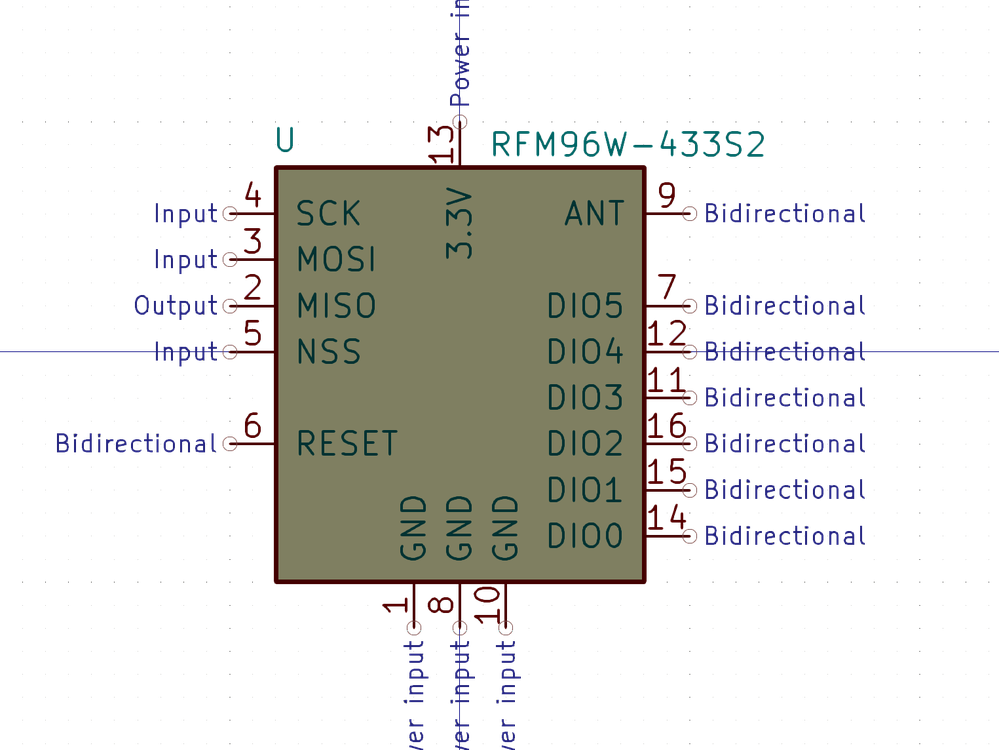 Power in
U
13
RFM96W-433S2
Input 4 SCK
3.3V
ANT 9 Bidirectional
Input 3 MOSI
Output 2 MISO
DIO5 7 Bidirectional
Input 5 NSS
DIO4 12 Bidirectional
DIO3 11 Bidirectional
Bidirectional 6 RESET
DIO2 16 Bidirectional
DIO1 15 Bidirectional
DIO0 14 Bidirectional
GND GND GND
1 8 10
wer input wer input wer input